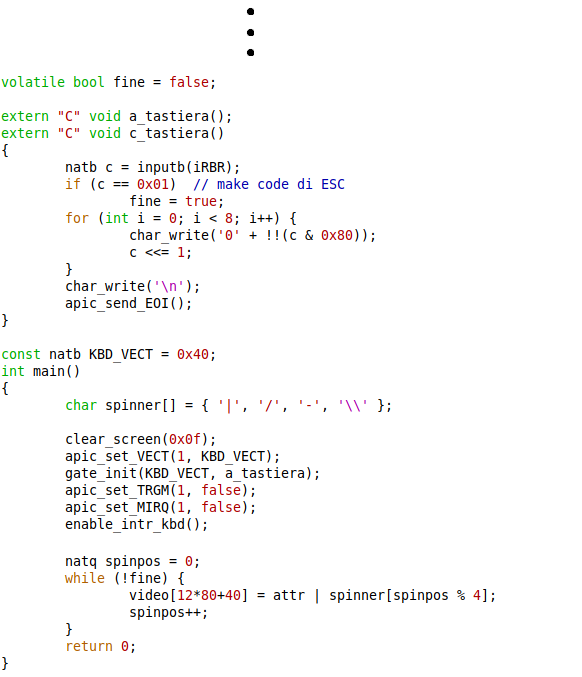 volatile bool fine = false;

extern "C" void a_tastiera();
extern "C" void c_tastiera()
{
        natb c = inputb(iRBR);
        if (c == 0x01)  // make code di ESC
                fine = true;
        for (int i = 0; i < 8; i++) {
                char_write('0' + !!(c & 0x80));
                c <<= 1;
        }
        char_write('\n');
        apic_send_EOI();
}

const natb KBD_VECT = 0x40;
int main()
{
        char spinner[] = { '|', '/', '-', '\\' };

        clear_screen(0x0f);
        apic_set_VECT(1, KBD_VECT);
        gate_init(KBD_VECT, a_tastiera);
        apic_set_TRGM(1, false);
        apic_set_MIRQ(1, false);
        enable_intr_kbd();

        natq spinpos = 0;
        while (!fine) {
                video[12*80+40] = attr | spinner[spinpos % 4];
                spinpos++;
        }
        return 0;
}